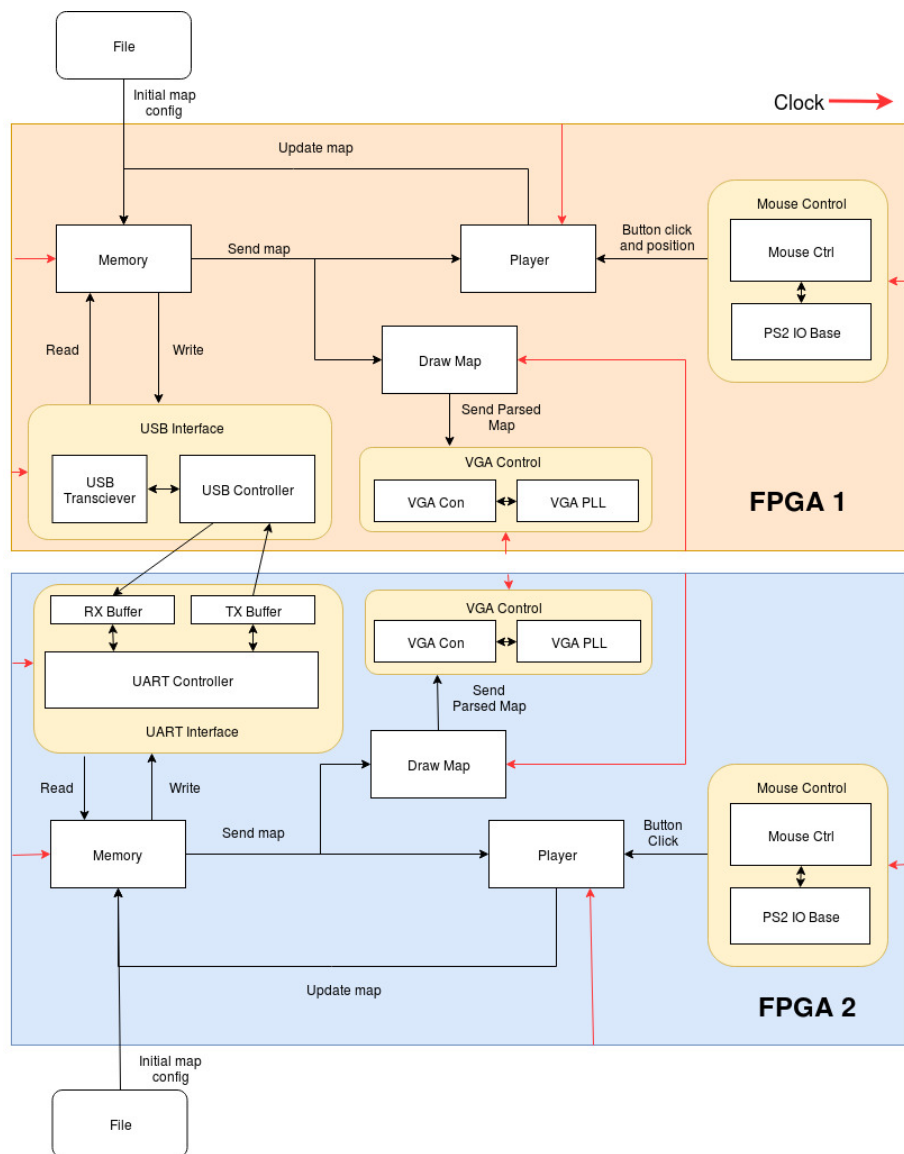 File
Initial map
config
Clock
Update map
Mouse Control
Button click
and position
Mouse Ctrl
Memory
Send map
Player
PS2 IO Base
Read
Write
Draw Map
Send Parsed
Map
USB Interface
VGA Control
USB
Transciever
USB Controller
VGA Con
VGA PLL
FPGA 1
RX Buffer
TX Buffer
VGA Control
VGA Con
VGA PLL
UART Controller
Send
Parsed Map
UART Interface
Draw Map
Read
Write
Mouse Control
Button
Click
Mouse Ctrl
Send map
Memory
Player
PS2 IO Base
Update map
FPGA 2
Initial map
config
File